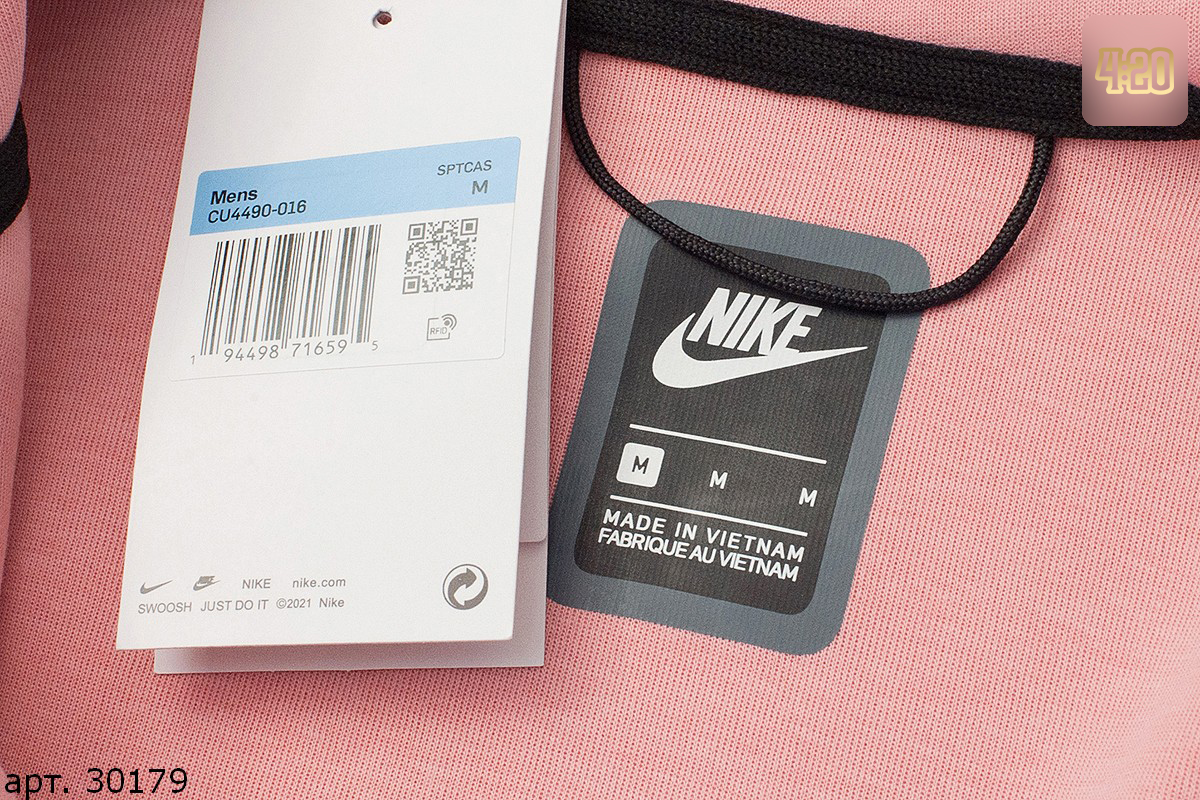 4:20
SPTCAS
Mens
M
CU4490-016
RFID
1 94498 71659 5
NIKE nike.com
SWOOSH JUST DO IT ©2021 Nike
NIKE
M M M
MADE IN VIETNAM
FABRIQUE AU VIETNAM
арт. 30179